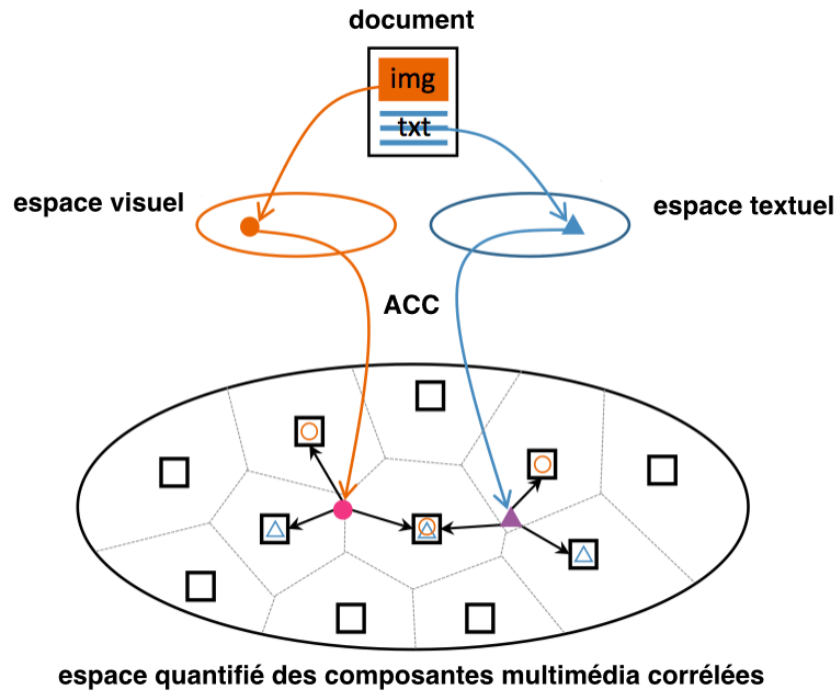 document
img
txt
espace visuel
espace textuel
ACC
espace quantifié des composantes multimédia corrélées